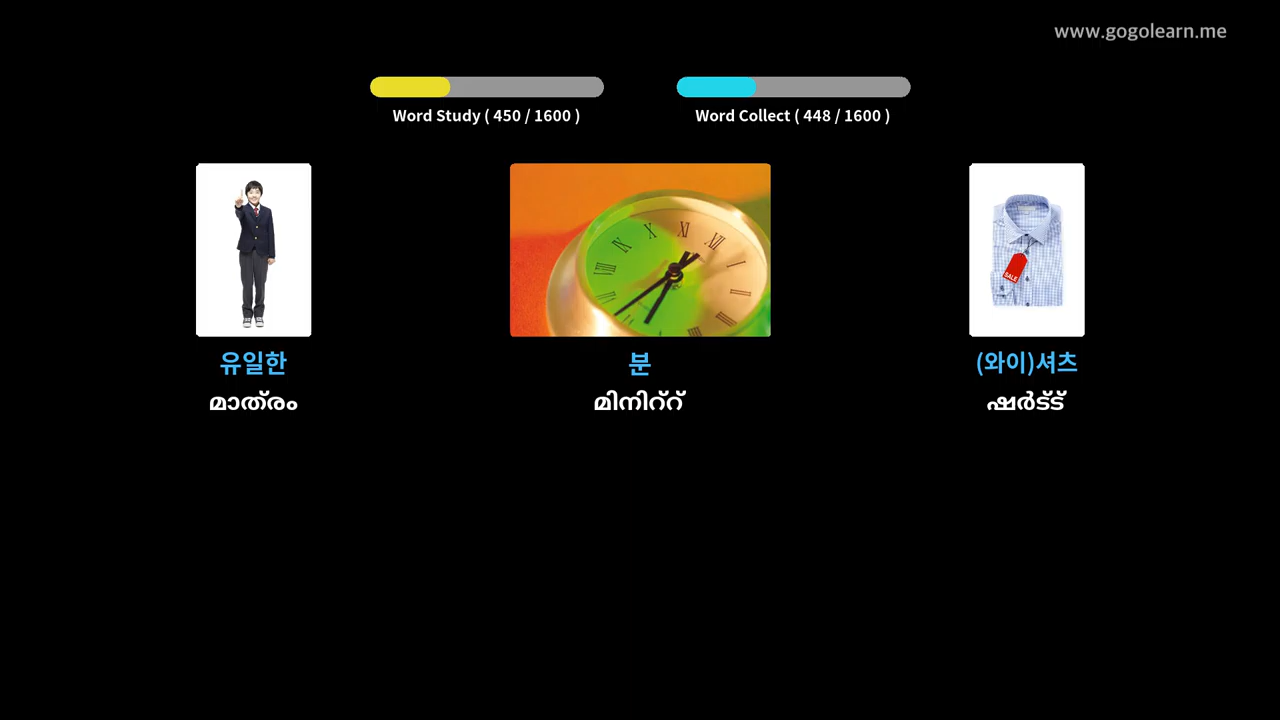 www.gogolearn.me
Word Study ( 450 / 1600 )
Word Collect ( 448 / 1600 )
SALE
유일한
분
(와이)셔츠
മാത്രം
മിനിറ്റ്
ഷർട്ട്